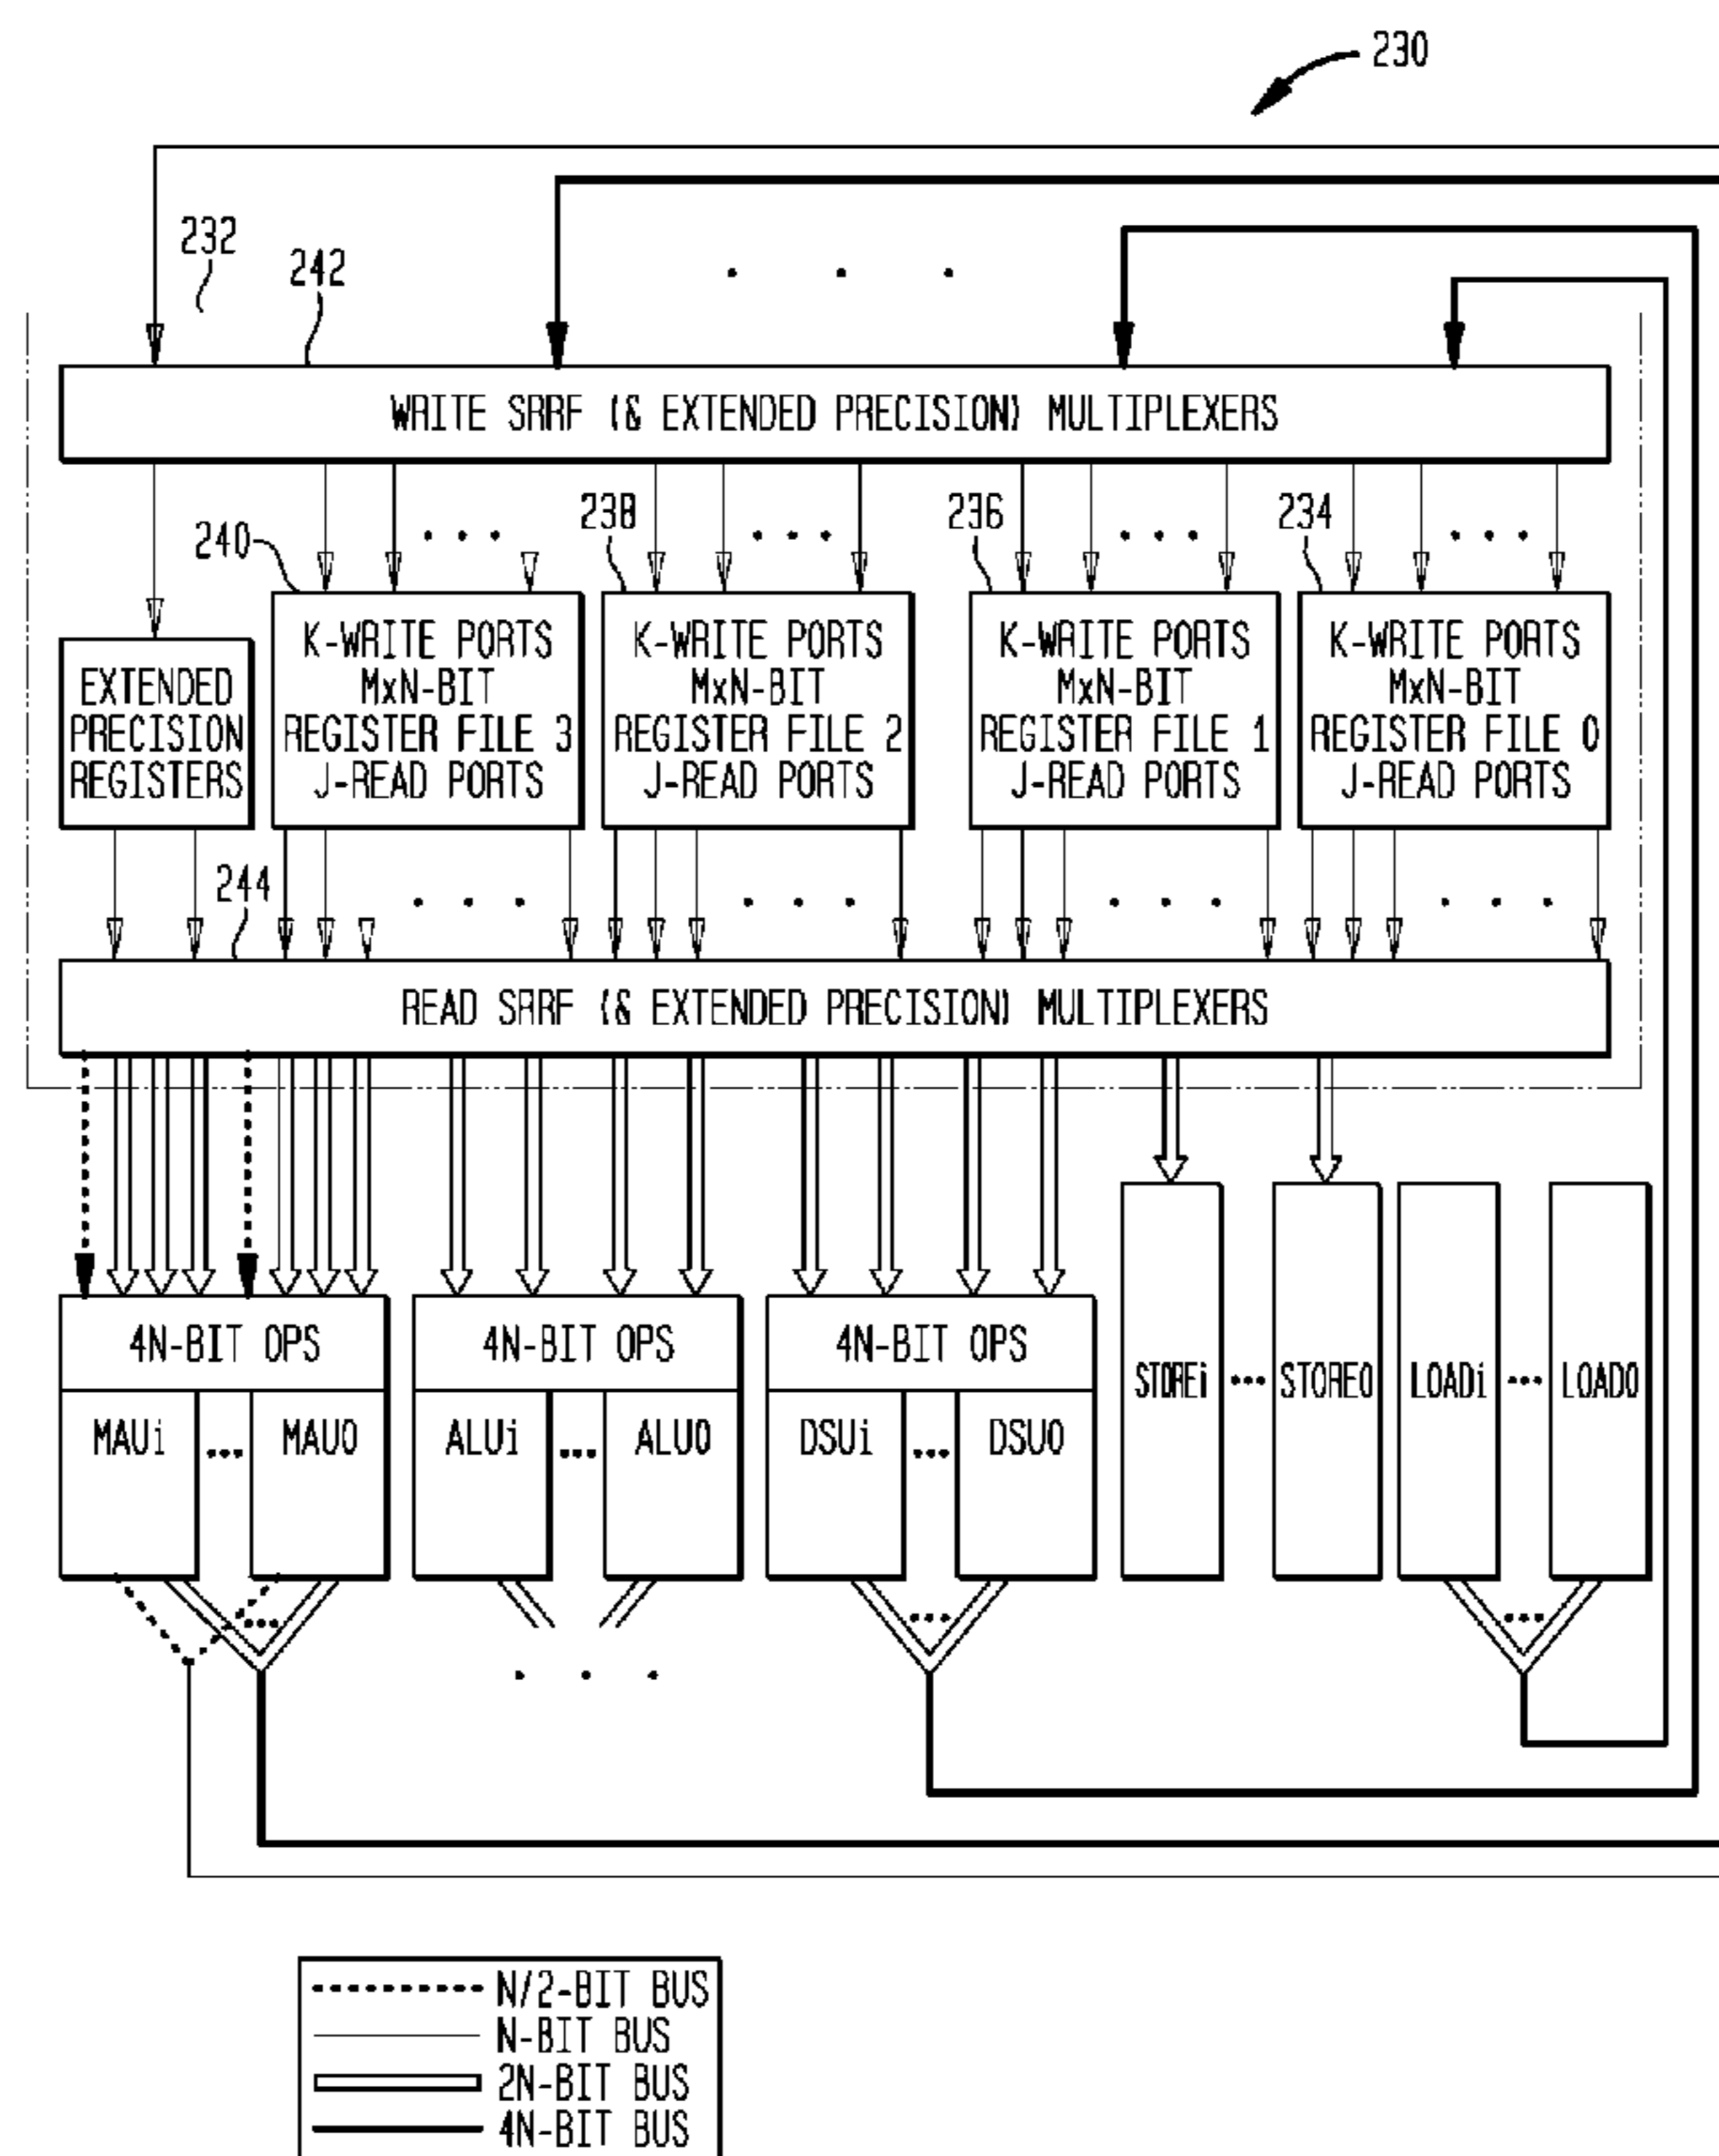 230
232
242
WRITE SRRF (& EXTENDED PRECISION) MULTIPLEXERS
240
238
236
234
EXTENDED
PRECISION
REGISTERS
K-WRITE PORTS
MxN-BIT
REGISTER FILE 3
J-READ PORTS
K-WRITE PORTS
MxN-BIT
REGISTER FILE 2
J-READ PORTS
K-WRITE PORTS
MxN-BIT
REGISTER FILE 1
J-READ PORTS
K-WRITE PORTS
MxN-BIT
REGISTER FILE 0
J-READ PORTS
244
READ SRRF (& EXTENDED PRECISION) MULTIPLEXERS
4N-BIT OPS
MAUi ... MAU0
4N-BIT OPS
ALUi ... ALU0
4N-BIT OPS
DSUi ... DSU0
STOREi ... STORE0
LOADi ... LOAD0
N/2-BIT BUS
N-BIT BUS
2N-BIT BUS
4N-BIT BUS